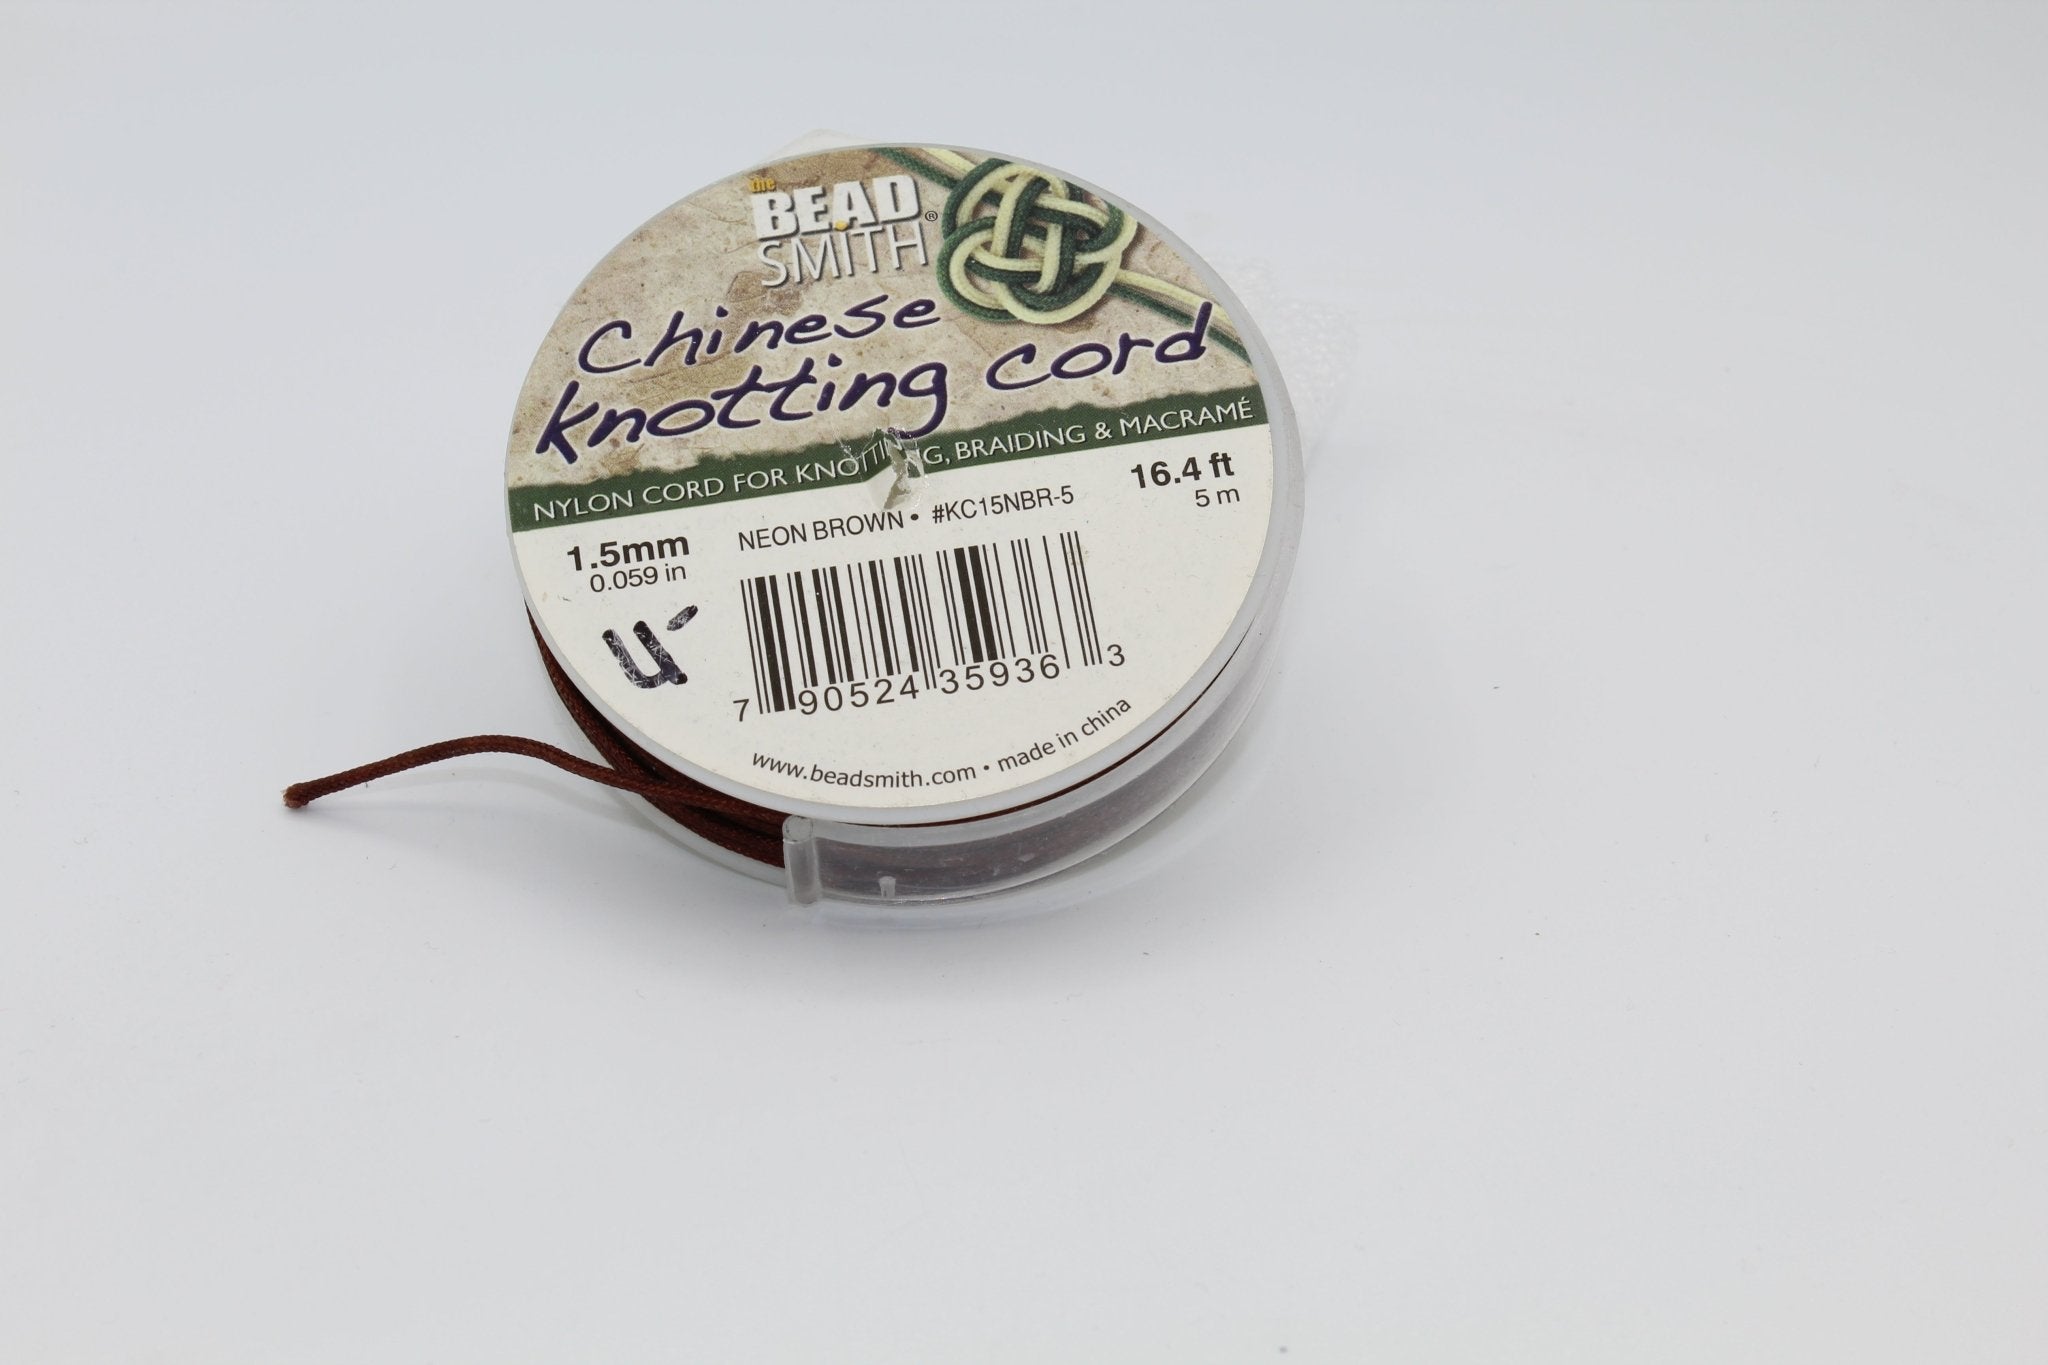 the
BEAD®
SMITH
Chinese
knotting cord
NYLON CORD FOR KNOTTING, BRAIDING & MACRAMÉ
16.4 ft
5 m
1.5mm
0.059 in
NEON BROWN • #KC15NBR-5
u'
7 90524 35936 3
www.beadsmith.com • made in china